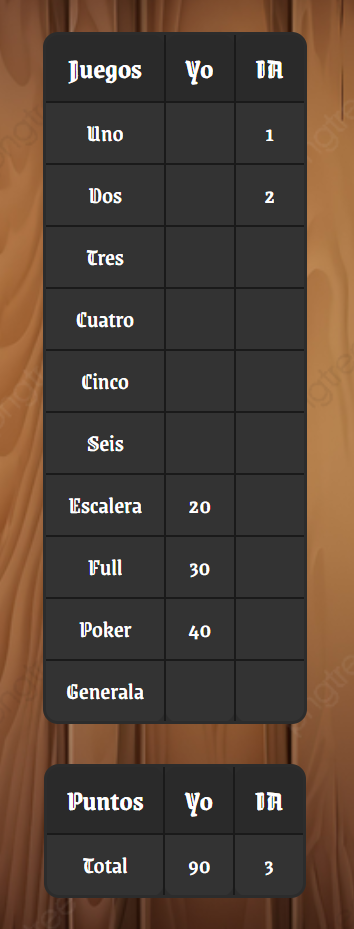 Juegos Yo IA
Uno 1
Dos 2
Tres
Cuatro
Cinco
Seis
Escalera 20
Full 30
Poker 40
Generala
Puntos Yo IA
Total 90 3